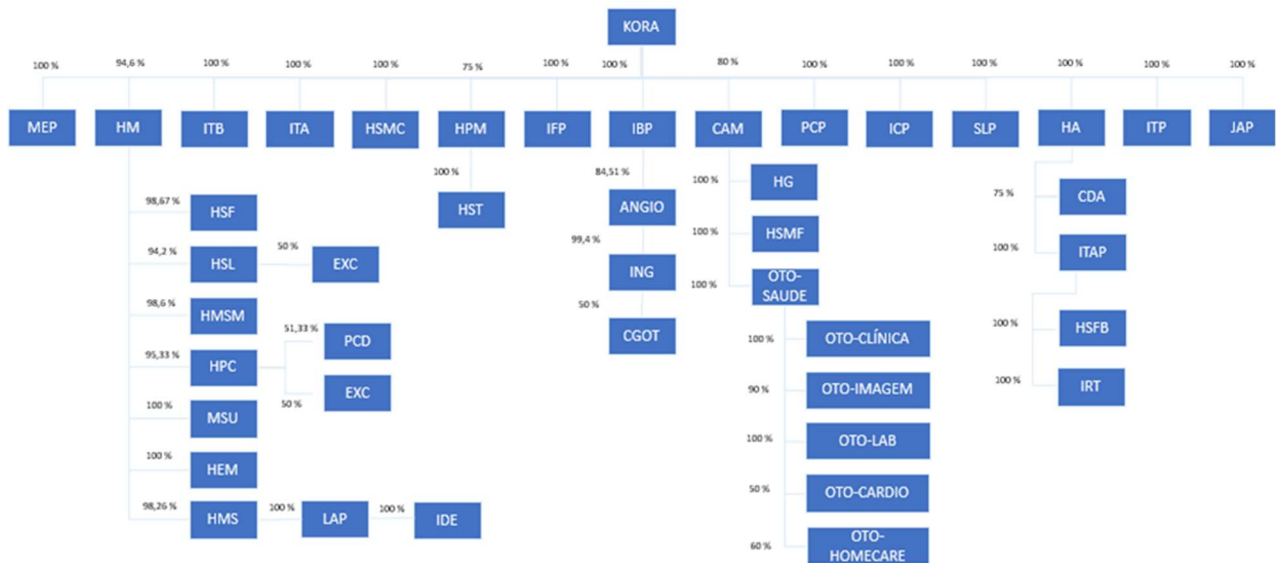 KORA
100 % 94,6 % 100 % 100 % 100 % 75 % 100 % 100 % 80 % 100 % 100 % 100 % 100 % 100 % 100 %
MEP HM ITB ITA HSMC HPM IFP IBP CAM PCP ICP SLP HA ITP JAP
98,67 % HSF
94,2 % HSL 50 % EXC
98,6 % HMSM
95,33 % HPC
51,33 % PCD
50 % EXC
100 % MSU
100 % HEM
98,26 % HMS 100 % LAP 100 % IDE
100 % HST
84,51 % ANGIO
99,4 % ING
50 % CGOT
100 % HG
100 % HSMF
100 % OTO-
SAUDE
100 % OTO-CLÍNICA
90 % OTO-IMAGEM
100 % OTO-LAB
50 % OTO-CARDIO
60 % OTO-
HOMECARE
75 % CDA
100 % ITAP
100 % HSFB
100 % IRT